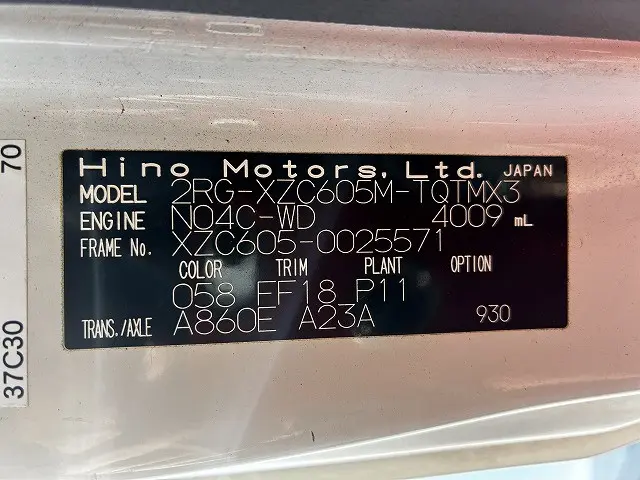 Hino Motors, Ltd. JAPAN
MODEL 2RG-XZC605M-TQTMX3
ENGINE N04C-WD 4009 mL
FRAME No. XZC605-0025571
COLOR TRIM PLANT OPTION
058 EF18 P11
TRANS./AXLE A860E A23A 930
37C30 70